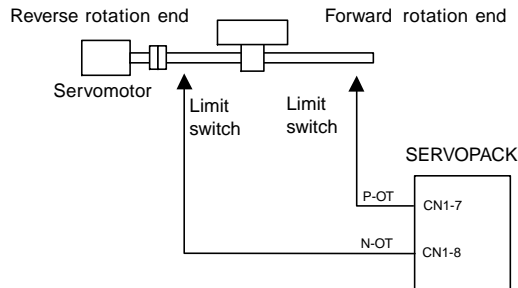 Reverse rotation end
Forward rotation end
Servomotor
Limit
switch
Limit
switch
SERVOPACK
P-OT
CN1-7
N-OT
CN1-8